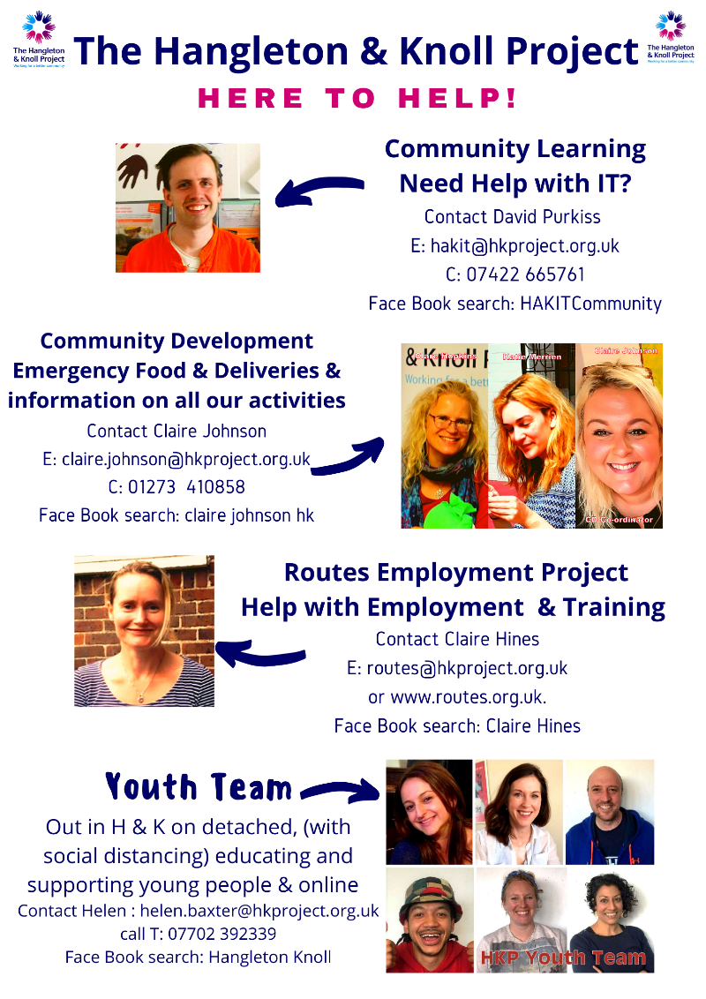 The Hangleton
& Knoll Project
Working for a better community
The Hangleton & Knoll Project
The Hangleton
& Knoll Project
Working for a better community
HERE TO HELP!
Community Learning
Need Help with IT?
Contact David Purkiss
E: hakit@hkproject.org.uk
C: 07422 665761
Face Book search: HAKITCommunity
Community Development
Emergency Food & Deliveries &
information on all our activities
Contact Claire Johnson
E: claire.johnson@hkproject.org.uk
C: 01273  410858
Face Book search: claire johnson hk
& Knoll P
Working for a bett
Claire Hopkins
Katie Merrien
Claire Johnson
CD Co-ordinator
Routes Employment Project
Help with Employment  & Training
Contact Claire Hines
E: routes@hkproject.org.uk
or www.routes.org.uk.
Face Book search: Claire Hines
Youth Team
Out in H & K on detached, (with
social distancing) educating and
supporting young people & online
Contact Helen : helen.baxter@hkproject.org.uk
call T: 07702 392339
Face Book search: Hangleton Knoll
HKP Youth Team